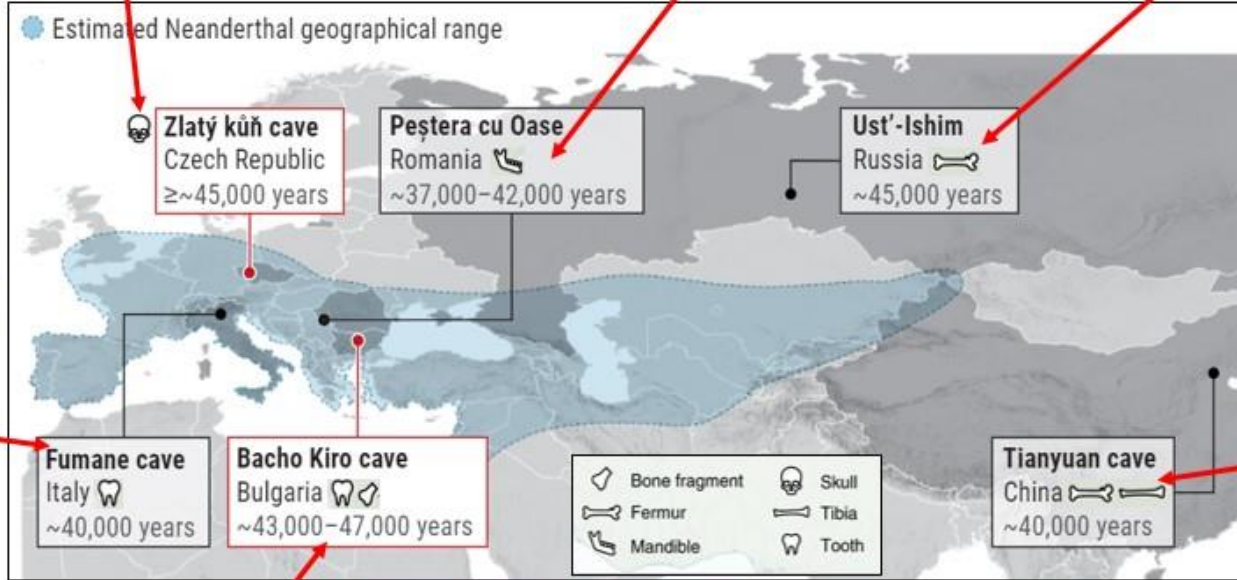 Estimated Neanderthal geographical range
Zlatý kůň cave
Czech Republic
≥~45,000 years
Peştera cu Oase
Romania
~37,000–42,000 years
Ust′-Ishim
Russia
~45,000 years
Fumane cave
Italy
~40,000 years
Bacho Kiro cave
Bulgaria
~43,000–47,000 years
Bone fragment
Skull
Fermur
Tibia
Mandible
Tooth
Tianyuan cave
China
~40,000 years